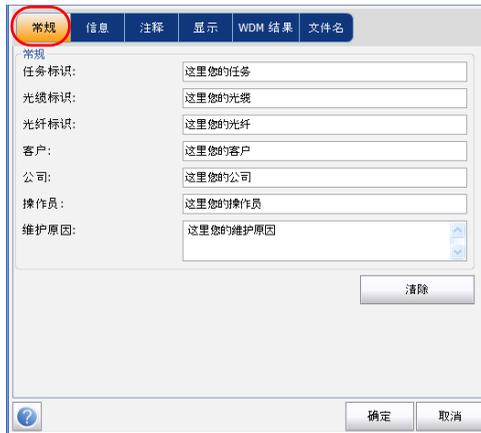 常规 信息 注释 显示 WDM 结果 文件名
常规
任务标识: 这里您的任务
光缆标识: 这里您的光缆
光纤标识: 这里您的光纤
客户: 这里您的客户
公司: 这里您的公司
操作员: 这里您的操作员
维护原因: 这里您的维护原因
清除
? 确定 取消